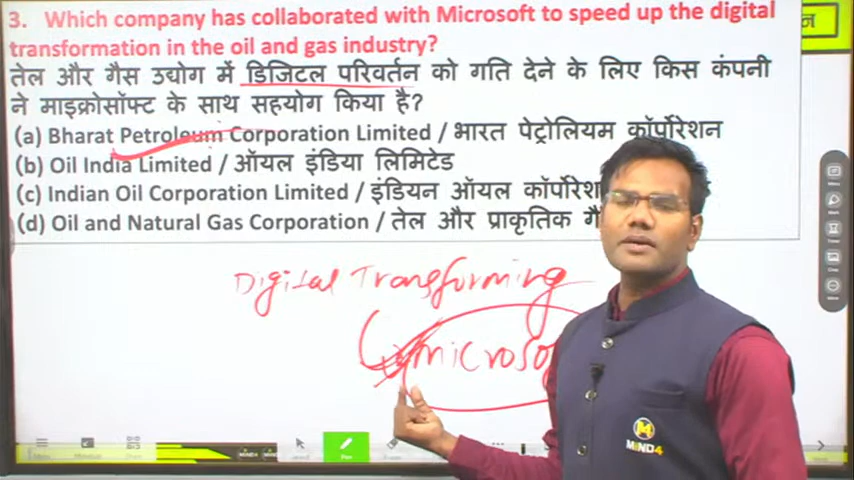 3. Which company has collaborated with Microsoft to speed up the digital
transformation in the oil and gas industry?
तेल और गैस उद्योग में डिजिटल परिवर्तन को गति देने के लिए किस कंपनी
ने माइक्रोसॉफ्ट के साथ सहयोग किया है?
(a) Bharat Petroleum Corporation Limited / भारत पेट्रोलियम कॉर्पोरेशन
(b) Oil India Limited / ऑयल इंडिया लिमिटेड
(c) Indian Oil Corporation Limited / इंडियन ऑयल
(d) Oil and Natural Gas Corporation / तेल और प्राकृतिक
Digital Transforming
MIND4
Pen